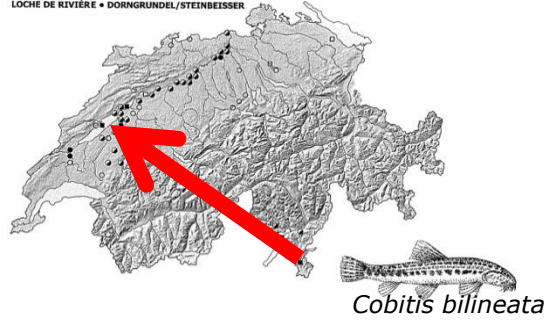 LOCHE DE RIVIÈRE • DORNGRUNDEL/STEINBEISSER
Cobitis bilineata